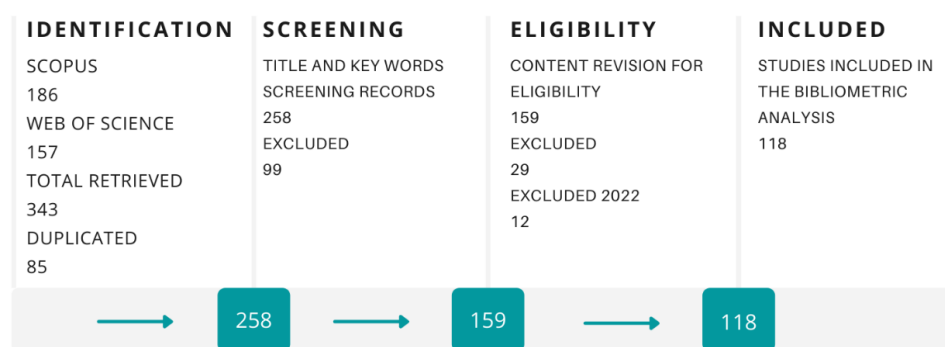 IDENTIFICATION
SCOPUS
186
WEB OF SCIENCE
157
TOTAL RETRIEVED
343
DUPLICATED
85
SCREENING
TITLE AND KEY WORDS
SCREENING RECORDS
258
EXCLUDED
99
ELIGIBILITY
CONTENT REVISION FOR
ELIGIBILITY
159
EXCLUDED
29
EXCLUDED 2022
12
INCLUDED
STUDIES INCLUDED IN
THE BIBLIOMETRIC
ANALYSIS
118
258
159
118